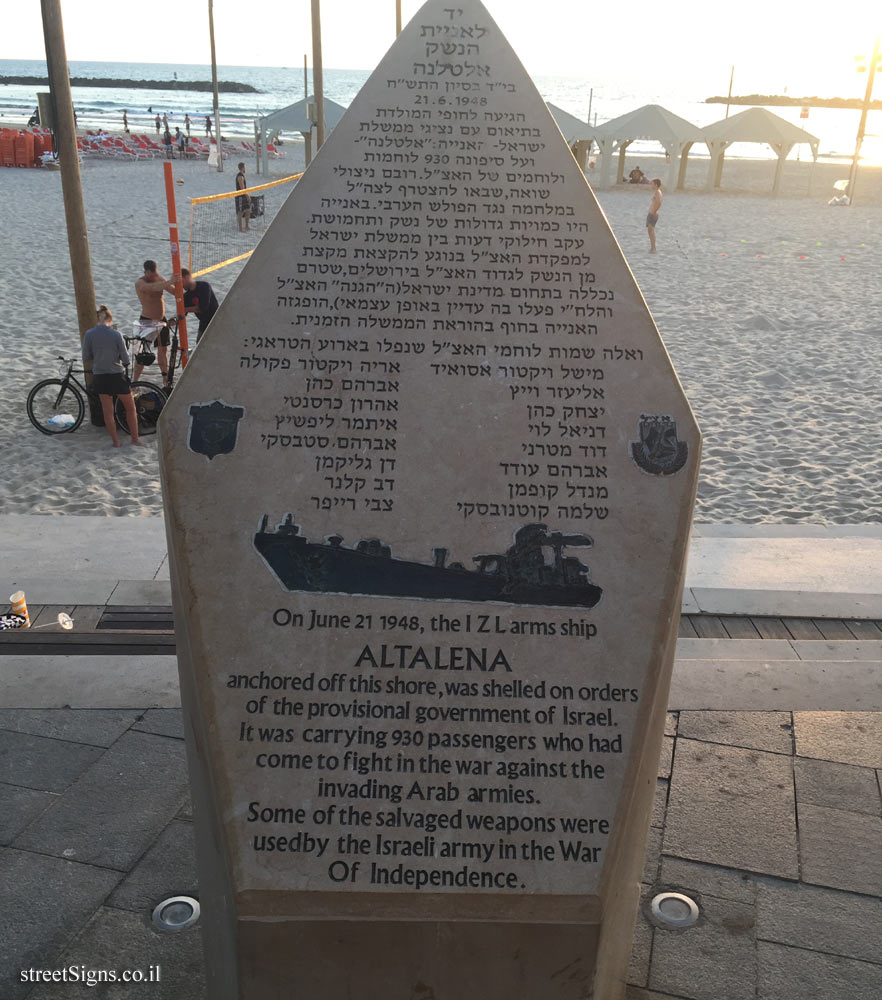 יד
לאניית
הנשק
אלטלנה
בי"ד בסיון התש"ח
21.6.1948
הגיעה לחופי המולדת
בתיאום עם נציגי ממשלת
ישראל- האנייה: "אלטלנה"-
ועל סיפונה 930 לוחמות
ולוחמים של האצ"ל. רובם ניצולי
שואה, שבאו להצטרף לצה"ל
במלחמה נגד הפולש הערבי. באנייה
היו כמויות גדולות של נשק ותחמושת.
עקב חילוקי דעות בין ממשלת ישראל
למפקדת האצ"ל בנוגע להקצאת מקצת
מן הנשק לגדוד האצ"ל בירושלים, שטרם
נכללה בתחום מדינת ישראל (ה"הגנה" האצ"ל
והלח"י פעלו בה עדיין באופן עצמאי), הופגזה
האנייה בחוף בהוראת הממשלה הזמנית.
ואלה שמות לוחמי האצ"ל שנפלו בארוע הטראגי:
מישל ויקטור אסואיד
אליעזר וייץ
יצחק כהן
דניאל לוי
דוד מטרני
אברהם עודד
מנדל קופמן
שלמה קוטנובסקי
אריה ויקטור פקולה
אברהם כהן
אהרון כרסנטי
איתמר ליפשיץ
אברהם סטבסקי
דן גליקמן
דב קלנר
צבי רייפר
On June 21 1948, the I Z L arms ship
ALTALENA
anchored off this shore, was shelled on orders
of the provisional government of Israel.
It was carrying 930 passengers who had
come to fight in the war against the
invading Arab armies.
Some of the salvaged weapons were
usedby the Israeli army in the War
Of Independence.
streetSigns.co.il